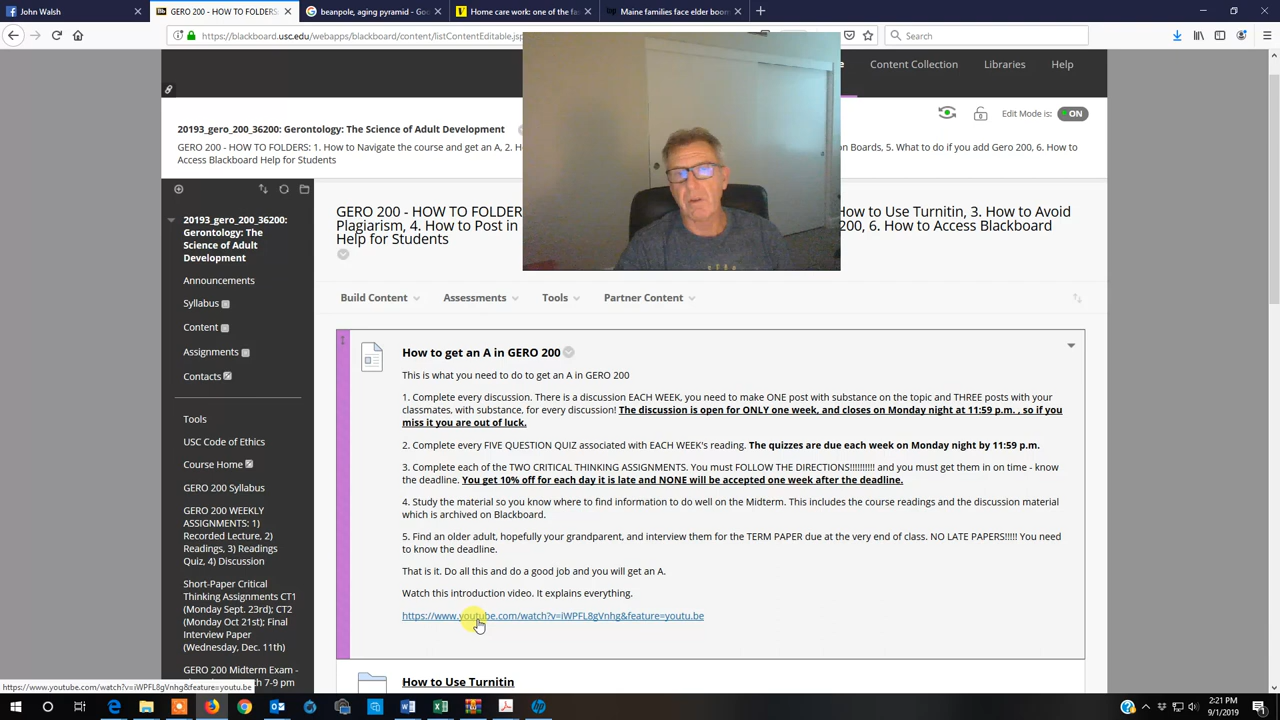 John Walsh
GERO 200 - HOW TO FOLDERS:
beanpole, aging pyramid - Goo
Home care work: one of the fa
Maine families face elder boom
https://blackboard.usc.edu/webapps/blackboard/content/listContentEditable.jsp
Search
Content Collection
Libraries
Help
20193_gero_200_36200: Gerontology: The Science of Adult Development
Edit Mode is:
ON
GERO 200 - HOW TO FOLDERS: 1. How to Navigate the course and get an A, 2. H
on Boards, 5. What to do if you add Gero 200, 6. How to
Access Blackboard Help for Students
20193_gero_200_36200:
Gerontology: The
Science of Adult
Development
Announcements
Syllabus
Content
Assignments
Contacts
Tools
USC Code of Ethics
Course Home
GERO 200 Syllabus
GERO 200 WEEKLY
ASSIGNMENTS: 1)
Recorded Lecture, 2)
Readings, 3) Readings
Quiz, 4) Discussion
Short-Paper Critical
Thinking Assignments CT1
(Monday Sept. 23rd); CT2
(Monday Oct 21st); Final
Interview Paper
(Wednesday, Dec. 11th)
GERO 200 Midterm Exam -
h 7-9 pm
GERO 200 - HOW TO FOLDER
How to Use Turnitin, 3. How to Avoid
Plagiarism, 4. How to Post in
200, 6. How to Access Blackboard
Help for Students
Build Content
Assessments
Tools
Partner Content
How to get an A in GERO 200
This is what you need to do to get an A in GERO 200
1. Complete every discussion. There is a discussion EACH WEEK, you need to make ONE post with substance on the topic and THREE posts with your
classmates, with substance, for every discussion! The discussion is open for ONLY one week, and closes on Monday night at 11:59 p.m. , so if you
miss it you are out of luck.
2. Complete every FIVE QUESTION QUIZ associated with EACH WEEK's reading. The quizzes are due each week on Monday night by 11:59 p.m.
3. Complete each of the TWO CRITICAL THINKING ASSIGNMENTS. You must FOLLOW THE DIRECTIONS!!!!!!!!!! and you must get them in on time - know
the deadline. You get 10% off for each day it is late and NONE will be accepted one week after the deadline.
4. Study the material so you know where to find information to do well on the Midterm. This includes the course readings and the discussion material
which is archived on Blackboard.
5. Find an older adult, hopefully your grandparent, and interview them for the TERM PAPER due at the very end of class. NO LATE PAPERS!!!!! You need
to know the deadline.
That is it. Do all this and do a good job and you will get an A.
Watch this introduction video. It explains everything.
https://www.youtube.com/watch?v=iWPFL8gVnhg&feature=youtu.be
How to Use Turnitin
https://www.youtube.com/watch?v=iWPFL8gVnhg&feature=youtu.be
2:21 PM
9/1/2019